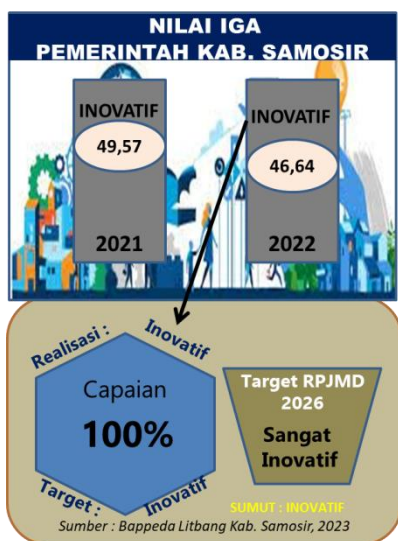 NILAI IGA
PEMERINTAH KAB. SAMOSIR
INOVATIF
49,57
2021
INOVATIF
46,64
2022
Realisasi : Inovatif
Capaian
100%
Target : Inovatif
Target RPJMD
2026
Sangat
Inovatif
SUMUT : INOVATIF
Sumber : Bappeda Litbang Kab. Samosir, 2023